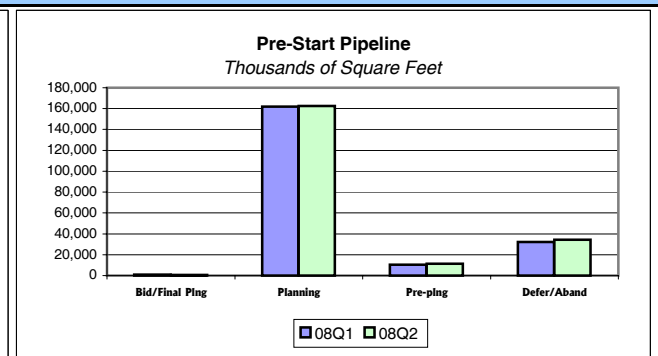 Pre-Start Pipeline
Thousands of Square Feet
180,000
160,000
140,000
120,000
100,000
80,000
60,000
40,000
20,000
0
Bid/Final Plng Planning Pre-plng Defer/Aband
08Q1 08Q2